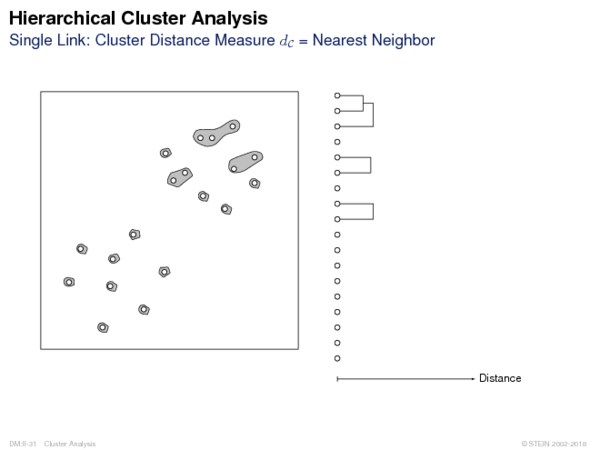 Hierarchical Cluster Analysis
Single Link: Cluster Distance Measure d𝒸 = Nearest Neighbor
Distance
DM:II-31 Cluster Analysis
© STEIN 2002-2018